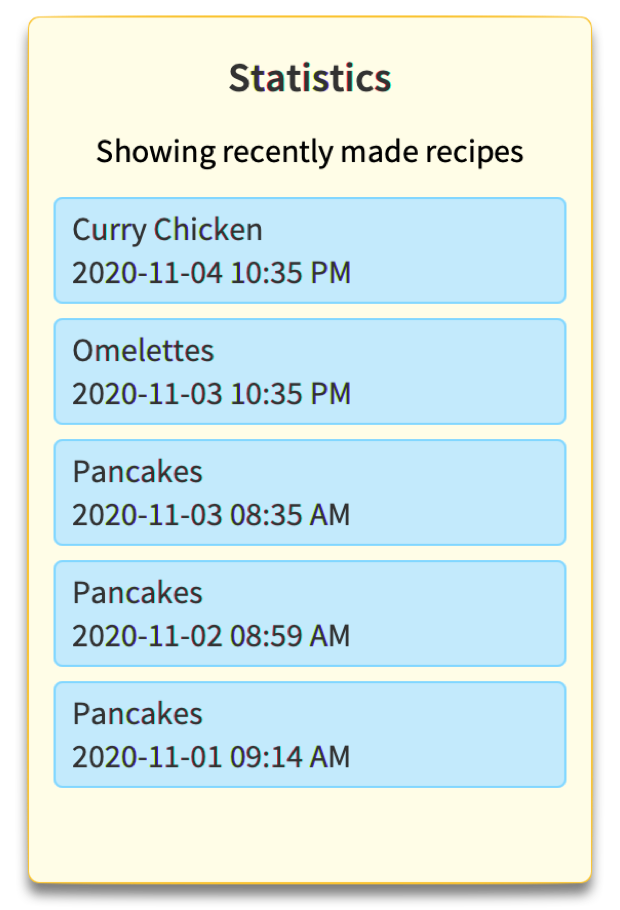 Statistics
Showing recently made recipes
Curry Chicken
2020-11-04 10:35 PM
Omelettes
2020-11-03 10:35 PM
Pancakes
2020-11-03 08:35 AM
Pancakes
2020-11-02 08:59 AM
Pancakes
2020-11-01 09:14 AM